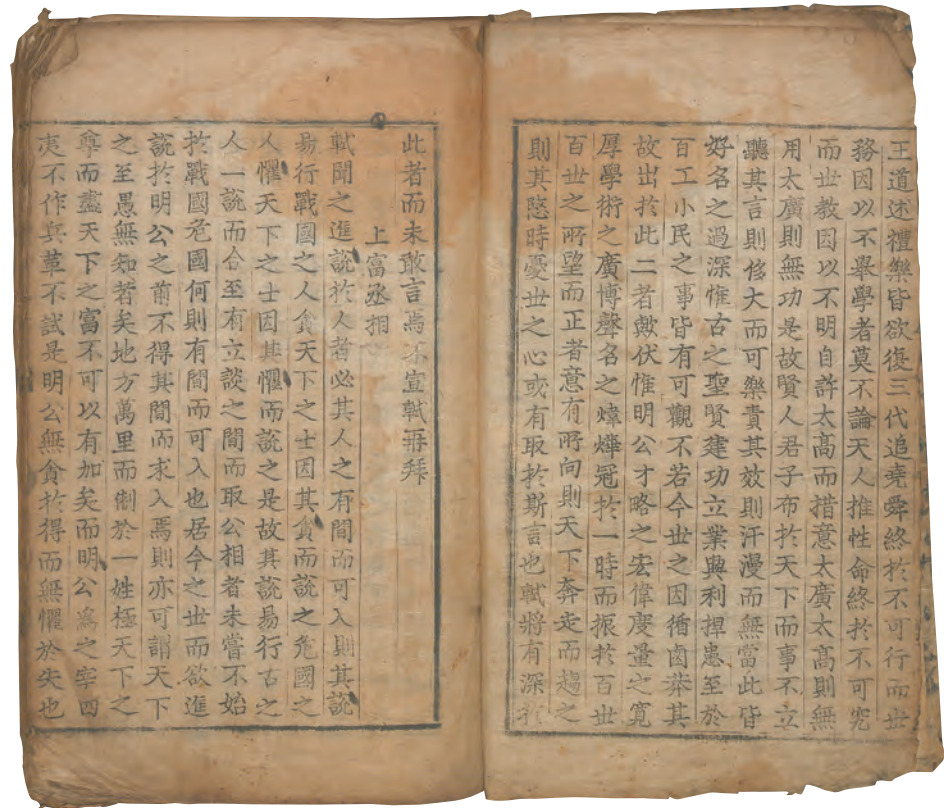 王道述禮樂皆欲復三代追堯舜終於不可行而世
務因以不舉學者莫不論天人推性命終於不可究
而世教因以不明自許太高而措意太廣太高則無
用太廣則無功是故賢人君子布於天下而事不立
聽其言則侈大而可樂責其效則汗漫而無當此皆
好名之過深惟古之聖賢建功立業興利捍患至於
百工小民之事皆有可觀不若今世之因循鹵莽其
故出於此二者歟伏惟明公才略之宏偉度量之寬
厚學術之廣博聲名之煒燁冠於一時而振於百世
百世之所望而正者意有所向則天下奔走而趨之
則其愍時憂世之心或有取於斯言也軾將有深於
此者而未敢言焉不宣軾再拜
上富丞相
軾聞之進說於人者必其人之有間而可入則其說
易行戰國之人貪天下之士因其貪而說之危國之
人懼天下之士因其懼而說之是故其說易行古之
人一說而合至有立談之間而取公相者未嘗不始
於戰國危國何則有間而可入也居今之世而欲進
說於明公之前不得其間而求入焉則亦可謂天下
之至愚無知者矣地方萬里而制於一姓極天下之
尊而盡天下之富不可以有加矣而明公為之宰四
夷不作兵革不試是明公無貪於得而無懼於失也